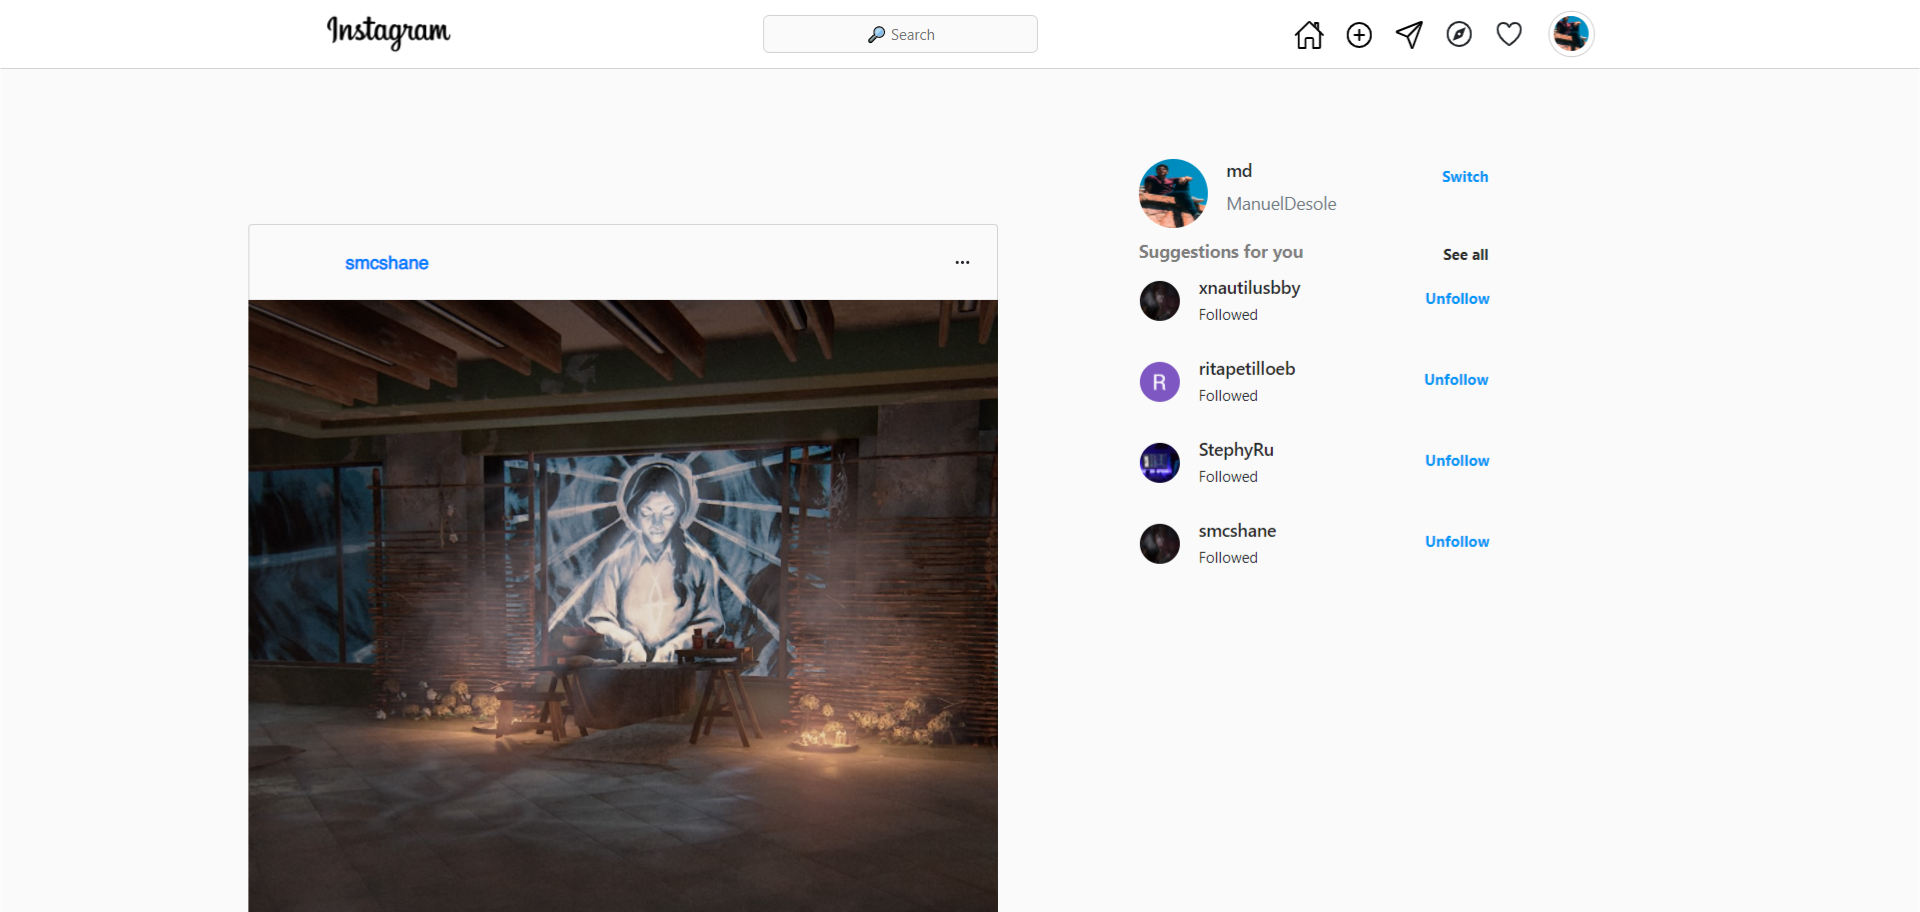 Instagram
Search
smcshane
...
md
Switch
ManuelDesole
Suggestions for you
See all
xnautilusbby
Unfollow
Followed
R
ritapetilloeb
Unfollow
Followed
StephyRu
Unfollow
Followed
smcshane
Unfollow
Followed